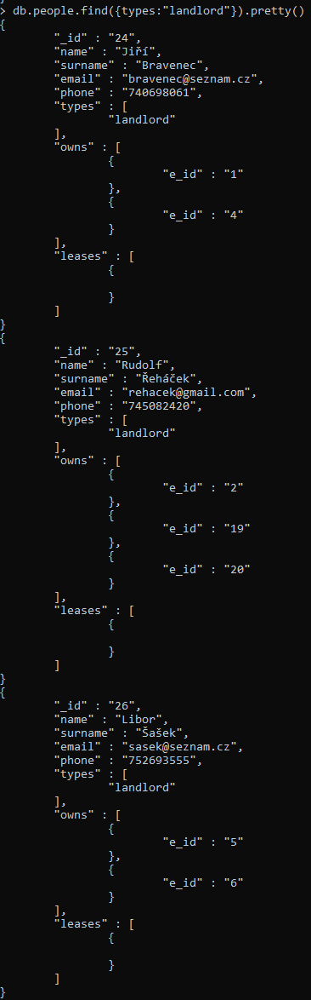 > db.people.find({types:"landlord"}).pretty()
{
"_id" : "24",
"name" : "Jiří",
"surname" : "Bravenec",
"email" : "bravenec@seznam.cz",
"phone" : "740698061",
"types" : [
"landlord"
],
"owns" : [
{
"e_id" : "1"
},
{
"e_id" : "4"
}
],
"leases" : [
{
}
]
}
{
"_id" : "25",
"name" : "Rudolf",
"surname" : "Řeháček",
"email" : "rehacek@gmail.com",
"phone" : "745082420",
"types" : [
"landlord"
],
"owns" : [
{
"e_id" : "2"
},
{
"e_id" : "19"
},
{
"e_id" : "20"
}
],
"leases" : [
{
}
]
}
{
"_id" : "26",
"name" : "Libor",
"surname" : "Šašek",
"email" : "sasek@seznam.cz",
"phone" : "752693555",
"types" : [
"landlord"
],
"owns" : [
{
"e_id" : "5"
},
{
"e_id" : "6"
}
],
"leases" : [
{
}
]
}